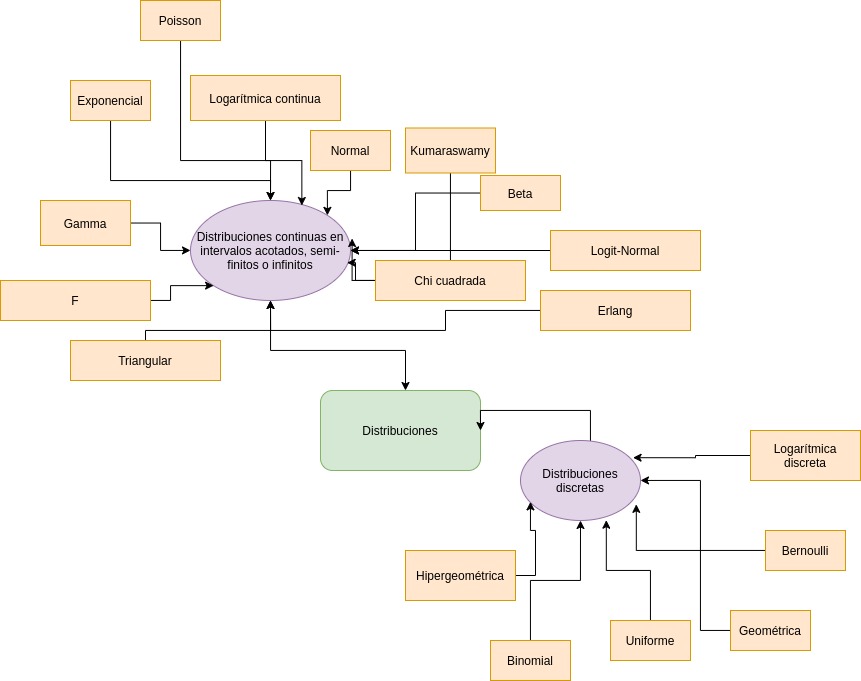 Poisson
Exponencial
Logarítmica continua
Normal
Kumaraswamy
Beta
Gamma
Distribuciones continuas en
intervalos acotados, semi-
finitos o infinitos
Logit-Normal
Chi cuadrada
F
Erlang
Triangular
Distribuciones
Distribuciones
discretas
Logarítmica
discreta
Bernoulli
Hipergeométrica
Geométrica
Uniforme
Binomial